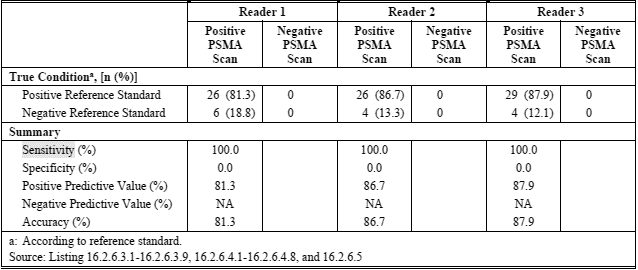 Reader 1 Reader 2 Reader 3
Positive PSMA Scan Negative PSMA Scan Positive PSMA Scan Negative PSMA Scan Positive PSMA Scan Negative PSMA Scan
True Conditionᵃ, [n (%)]
Positive Reference Standard 26 (81.3) 0 26 (86.7) 0 29 (87.9) 0
Negative Reference Standard 6 (18.8) 0 4 (13.3) 0 4 (12.1) 0
Summary
Sensitivity (%) 100.0 100.0 100.0
Specificity (%) 0.0 0.0 0.0
Positive Predictive Value (%) 81.3 86.7 87.9
Negative Predictive Value (%) NA NA NA
Accuracy (%) 81.3 86.7 87.9
a: According to reference standard.
Source: Listing 16.2.6.3.1-16.2.6.3.9, 16.2.6.4.1-16.2.6.4.8, and 16.2.6.5